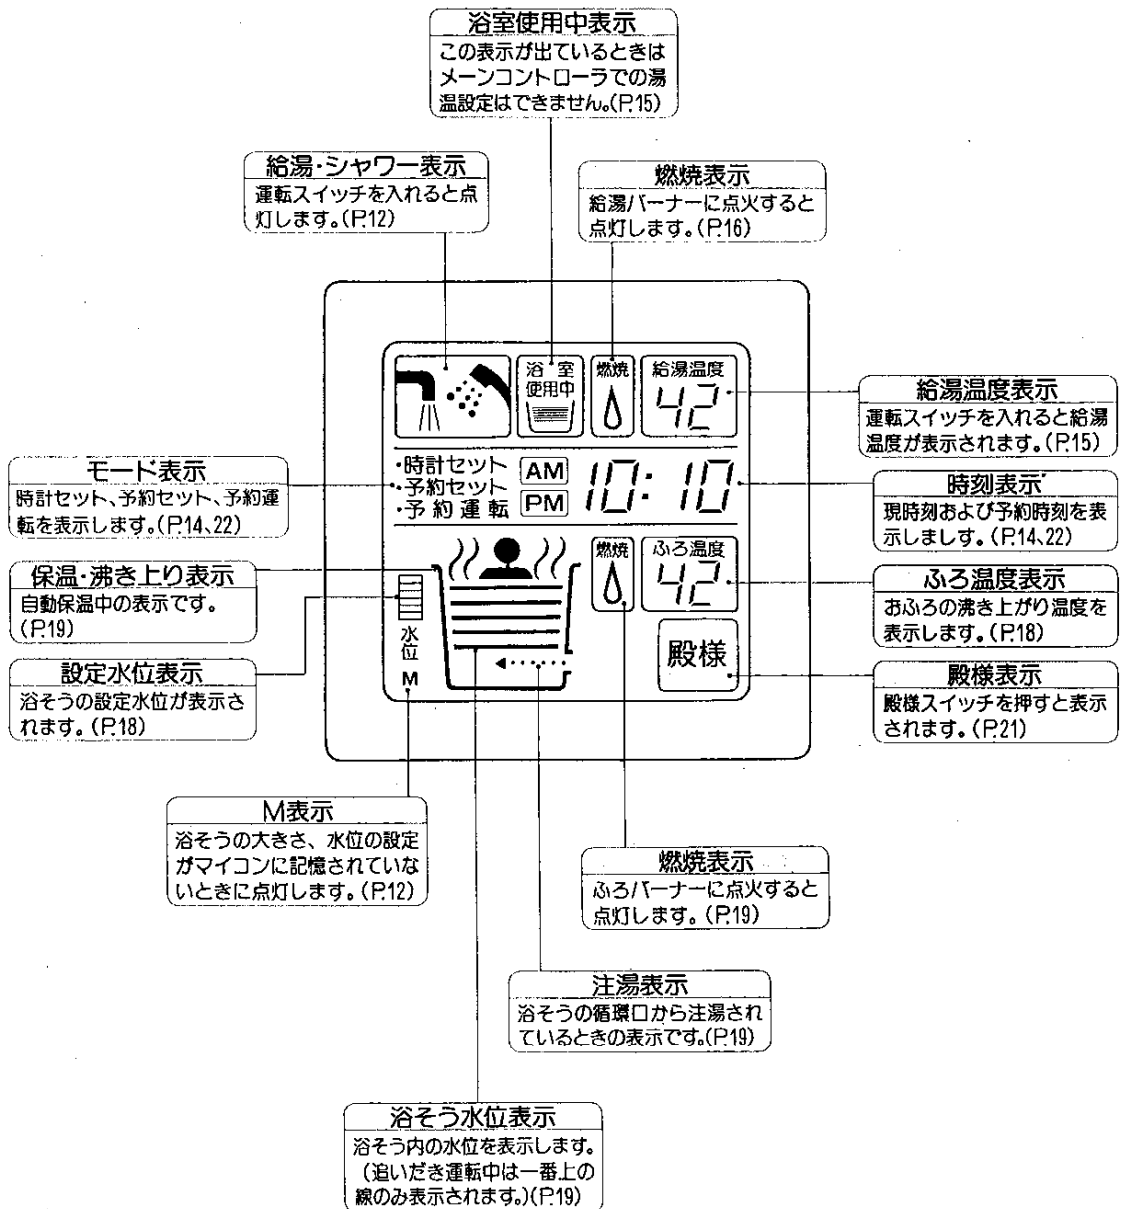 浴室使用中表示
この表示が出ているときは
メーンコントローラでの湯
温設定はできません。(P.15)
給湯・シャワー表示
運転スイッチを入れると点
灯します。(P.12)
燃焼表示
給湯バーナーに点火すると
点灯します。(P.16)
浴室
使用中
燃焼
給湯温度
42
給湯温度表示
運転スイッチを入れると給湯
温度が表示されます。(P.15)
モード表示
時計セット、予約セット、予約運
転を表示します。(P.14、22)
・時計セット
・予約セット
・予約運転
AM
PM
10:10
時刻表示
現時刻および予約時刻を表
示しましす。(P.14、22)
保温・沸き上り表示
自動保温中の表示です。
(P.19)
水位
M
燃焼
ふろ温度
42
ふろ温度表示
おふろの沸き上がり温度を
表示します。(P.18)
設定水位表示
浴そうの設定水位が表示さ
れます。(P.18)
殿様
殿様表示
殿様スイッチを押すと表示
されます。(P.21)
M表示
浴そうの大きさ、水位の設定
がマイコンに記憶されていな
いときに点灯します。(P.12)
燃焼表示
ふろバーナーに点火すると
点灯します。(P.19)
注湯表示
浴そうの循環口から注湯され
ているときの表示です。(P.19)
浴そう水位表示
浴そう内の水位を表示します。
(追いだき運転中は一番上の
線のみ表示されます。)(P.19)